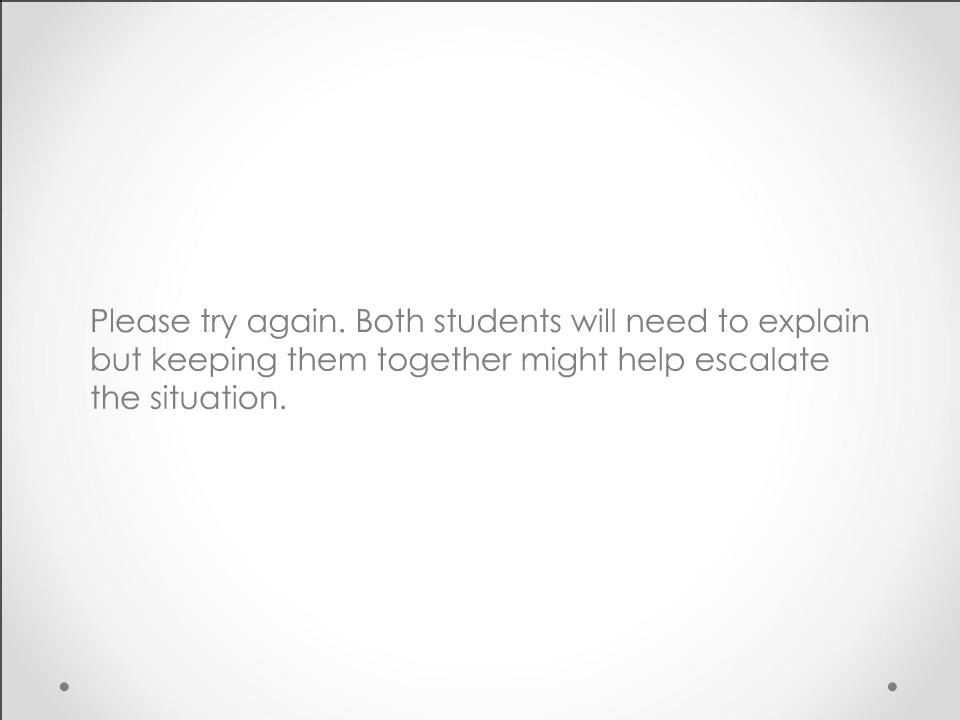 Please try again. Both students will need to explain
but keeping them together might help escalate
the situation.